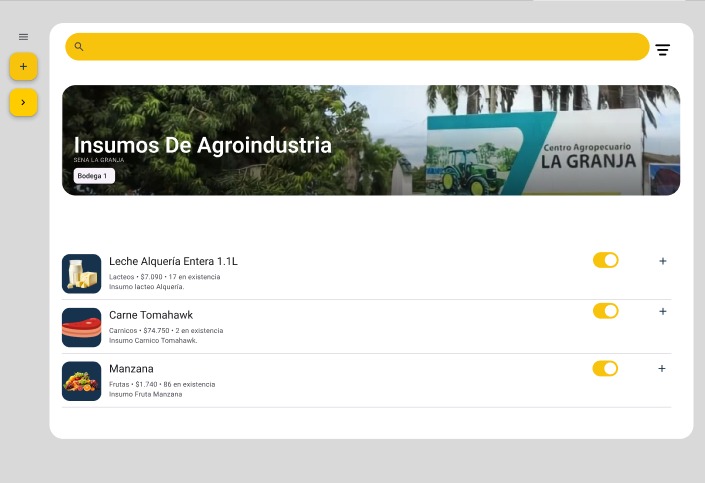 Insumos De Agroindustria
SENA LA GRANJA
Bodega 1
Centro Agropecuario
LA GRANJA
Leche Alquería Entera 1.1L
Lacteos • $7.090 • 17 en existencia
Insumo lacteo Alquería.
Carne Tomahawk
Carnicos • $74.750 • 2 en existencia
Insumo Carnico Tomahawk.
Manzana
Frutas • $1.740 • 86 en existencia
Insumo Fruta Manzana